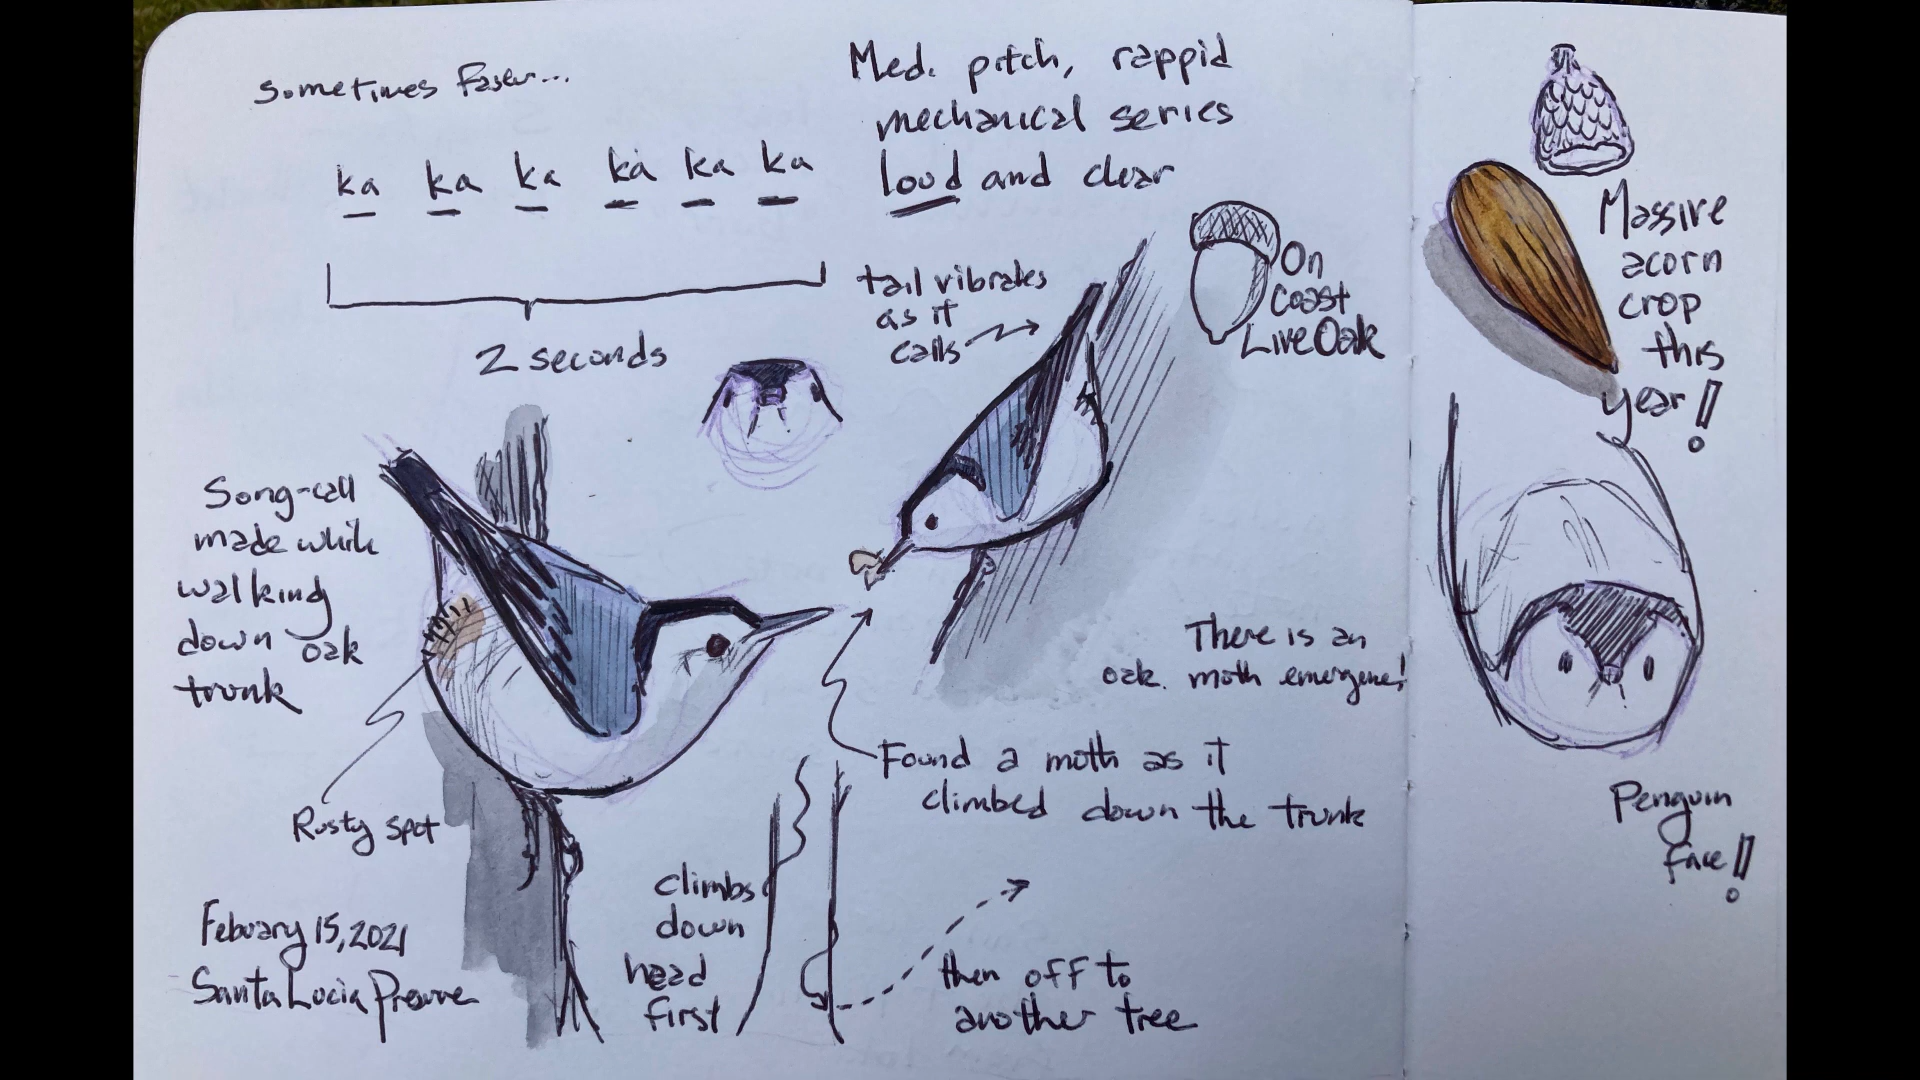 Sometimes faser...
ka ka ka ka ka ka
2 seconds
Med. pitch, rappid
mechanical series
loud and clear
tail vibrates
as it
calls
On
Coast
Live Oak
Massive
acorn
crop
this
year!
Song-call
made while
walking
down oak
trunk
Rusty spot
There is an
oak moth emergence!
Found a moth as it
climbed down the trunk
Penguin
face!!
climbs
down
head
first
then off to
another tree
Febuary 15, 2021
Santa Lucia Preserve